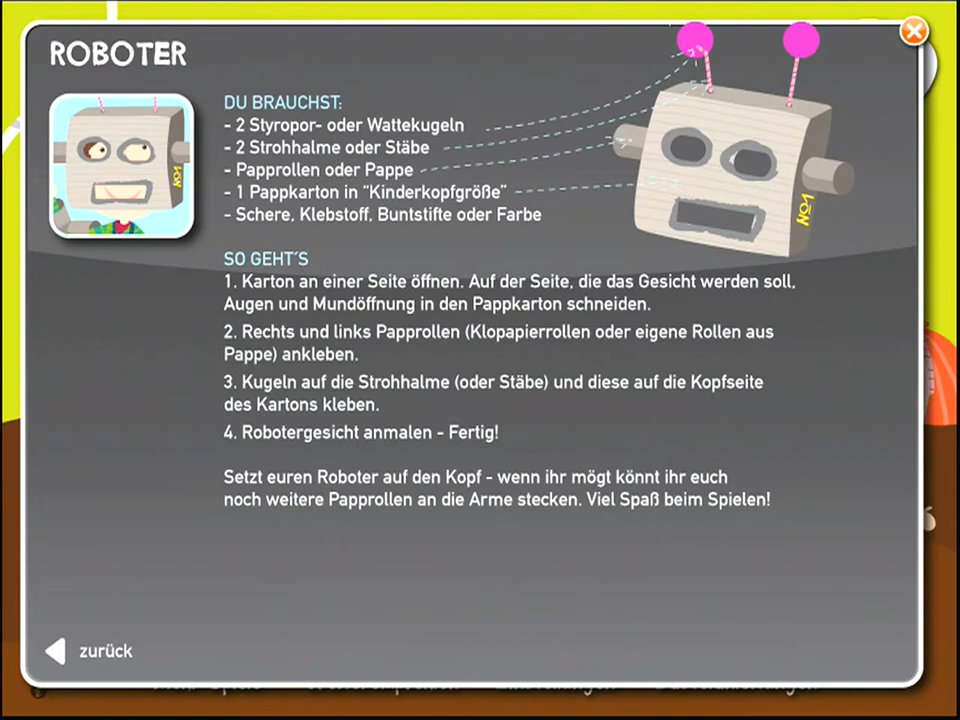 ROBOTER
DU BRAUCHST:
- 2 Styropor- oder Wattekugeln
- 2 Strohhalme oder Stäbe
- Papprollen oder Pappe
- 1 Pappkarton in "Kinderkopfgröße"
- Schere, Klebstoff, Buntstifte oder Farbe
VON
VON
SO GEHT´S
1. Karton an einer Seite öffnen. Auf der Seite, die das Gesicht werden soll,
Augen und Mundöffnung in den Pappkarton schneiden.
2. Rechts und links Papprollen (Klopapierrollen oder eigene Rollen aus
Pappe) ankleben.
3. Kugeln auf die Strohhalme (oder Stäbe) und diese auf die Kopfseite
des Kartons kleben.
4. Robotergesicht anmalen - Fertig!
Setzt euren Roboter auf den Kopf - wenn ihr mögt könnt ihr euch
noch weitere Papprollen an die Arme stecken. Viel Spaß beim Spielen!
zurück